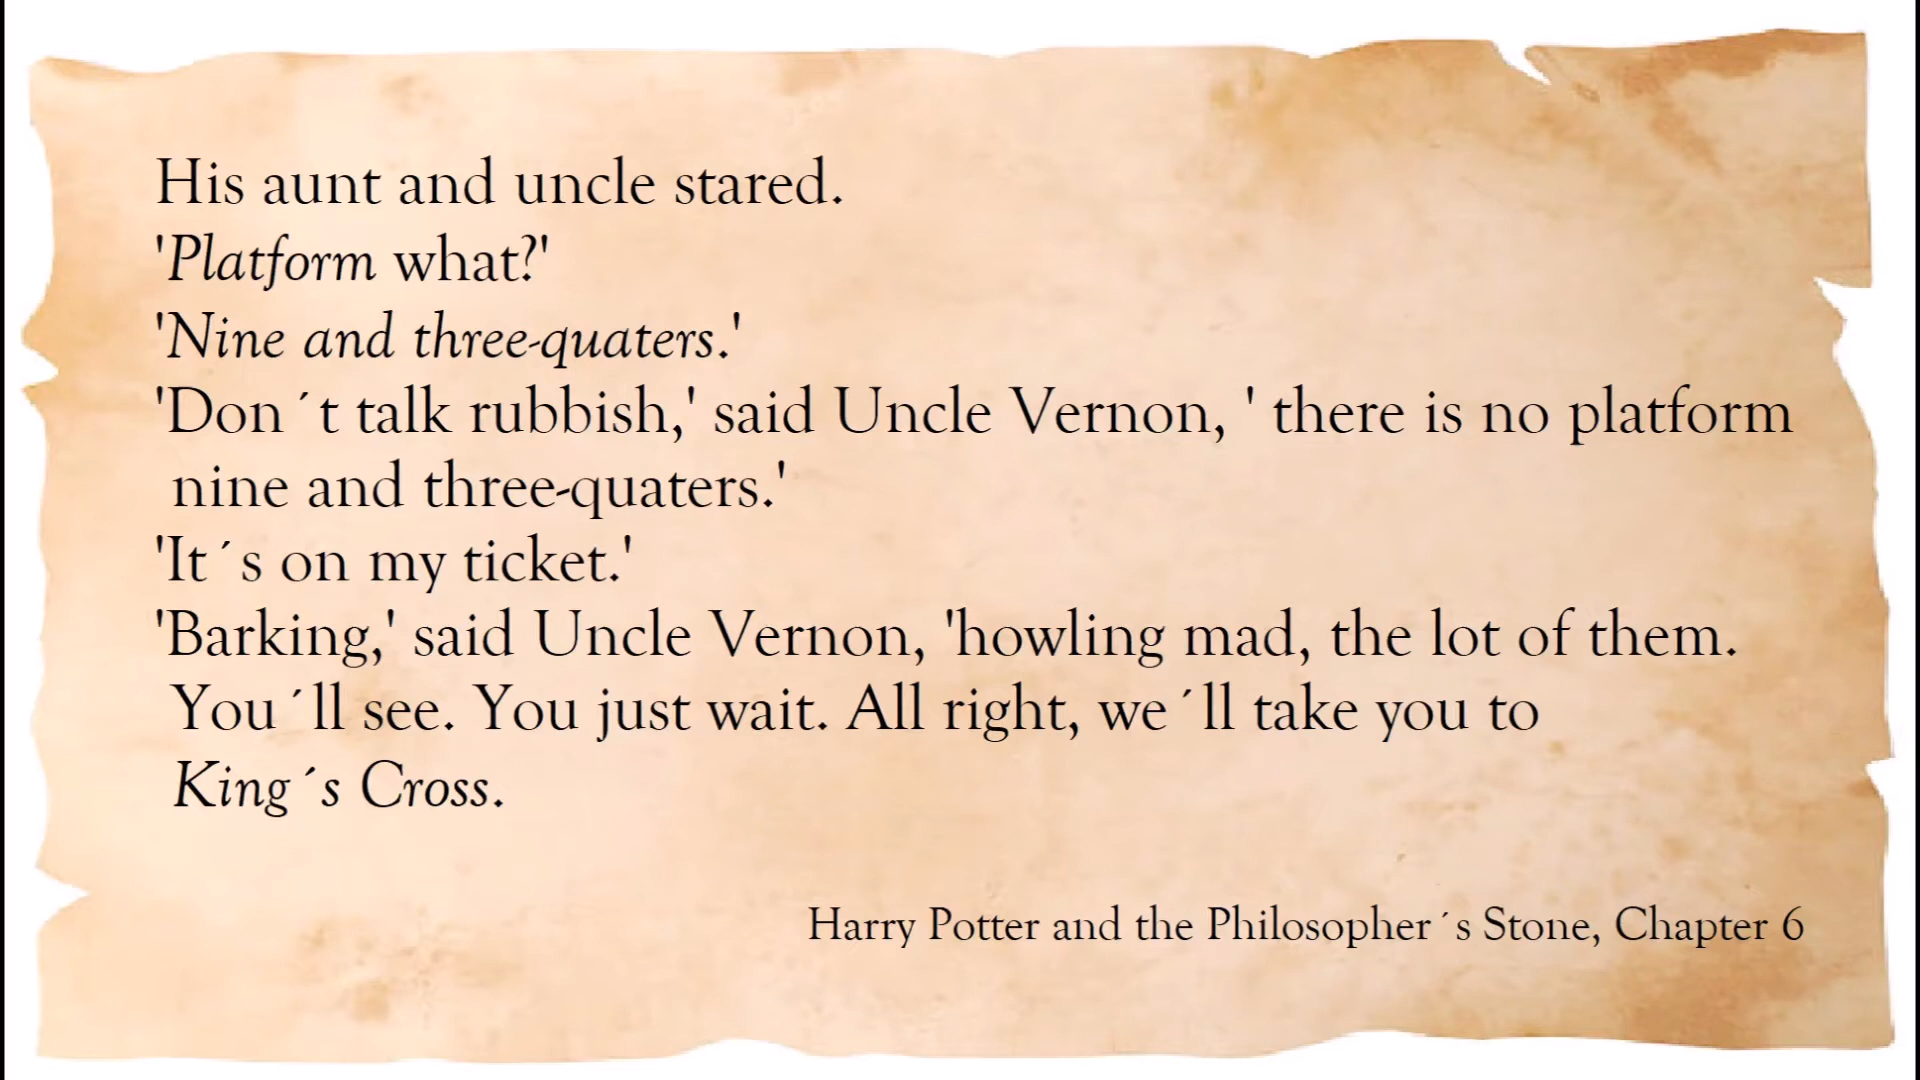 His aunt and uncle stared.
'Platform what?'
'Nine and three-quaters.'
'Don´t talk rubbish,' said Uncle Vernon, ' there is no platform
nine and three-quaters.'
'It´s on my ticket.'
'Barking,' said Uncle Vernon, 'howling mad, the lot of them.
You´ll see. You just wait. All right, we´ll take you to
King´s Cross.
Harry Potter and the Philosopher´s Stone, Chapter 6